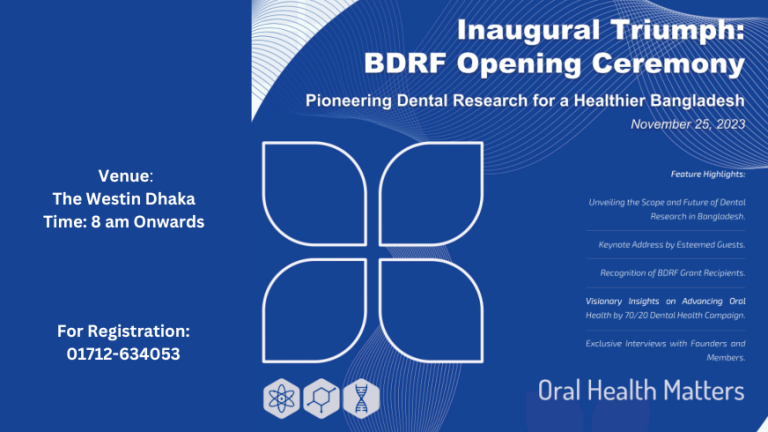 Inaugural Triumph:
BDRF Opening Ceremony
Pioneering Dental Research for a Healthier Bangladesh
November 25, 2023
Venue:
The Westin Dhaka
Time: 8 am Onwards
For Registration:
01712-634053
Feature Highlights:
Unveiling the Scope and Future of Dental
Research in Bangladesh.
Keynote Address by Esteemed Guests.
Recognition of BDRF Grant Recipients.
Visionary Insights on Advancing Oral
Health by 70/20 Dental Health Campaign.
Exclusive Interviews with Founders and
Members.
Oral Health Matters